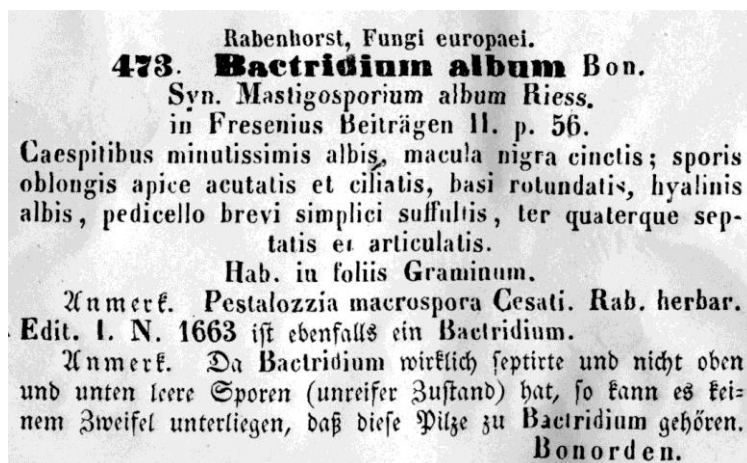 Rabenhorst, Fungi europaei.
473. Bactridium album Bon.
Syn. Mastigosporium album Riess.
in Fresenius Beiträgen II. p. 56.
Caespitibus minutissimis albis, macula nigra cinctis; sporis
oblongis apice acutatis et ciliatis, basi rotundatis, hyalinis
albis, pedicello brevi simplici suffultis, ter quaterque sep-
tatis et articulatis.
Hab. in foliis Graminum.
Anmerk. Pestalozzia macrospora Cesati. Rab. herbar.
Edit. I. N. 1663 ist ebenfalls ein Bactridium.
Anmerk. Da Bactridium wirklich septirte und nicht oben
und unten leere Sporen (unreifer Zustand) hat, so kann es kei-
nem Zweifel unterliegen, daß diese Pilze zu Bactridium gehören.
Bonorden.